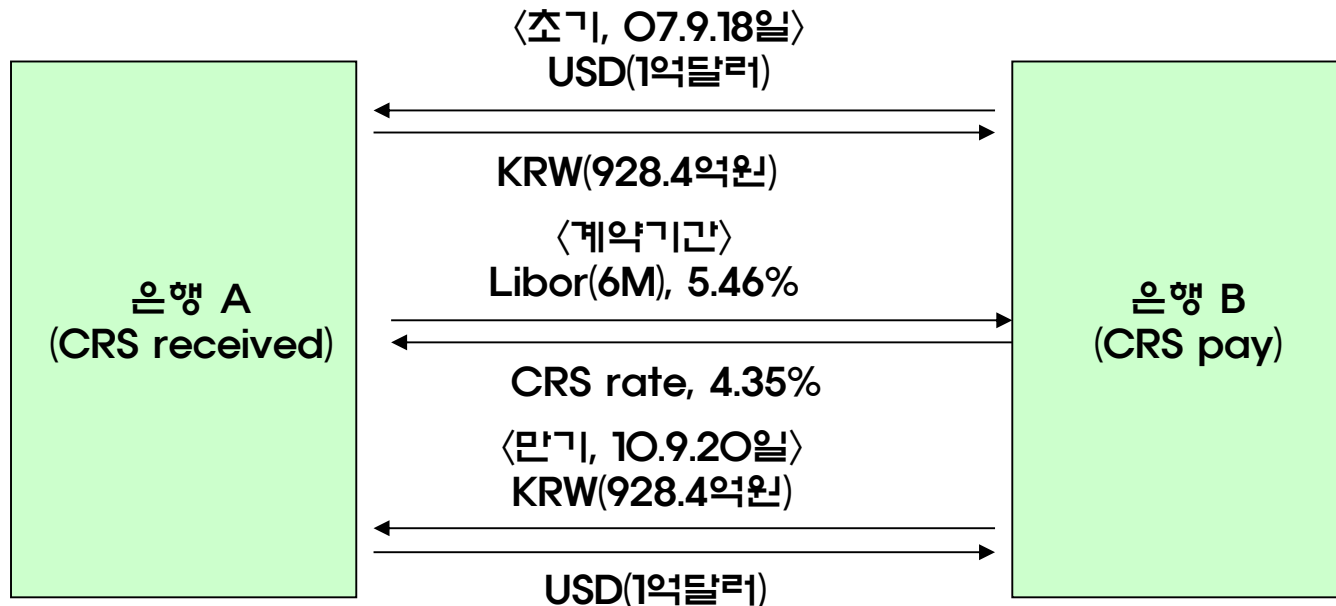 <초기, 07.9.18일>
USD(1억달러)
KRW(928.4억원)
<계약기간>
Libor(6M), 5.46%
은행 A
(CRS received)
은행 B
(CRS pay)
CRS rate, 4.35%
<만기, 10.9.20일>
KRW(928.4억원)
USD(1억달러)